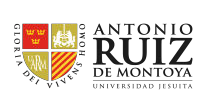 GLORIA DEI VIVENS HOMO
ANTONIO
RUIZ
DE MONTOYA
UNIVERSIDAD JESUITA